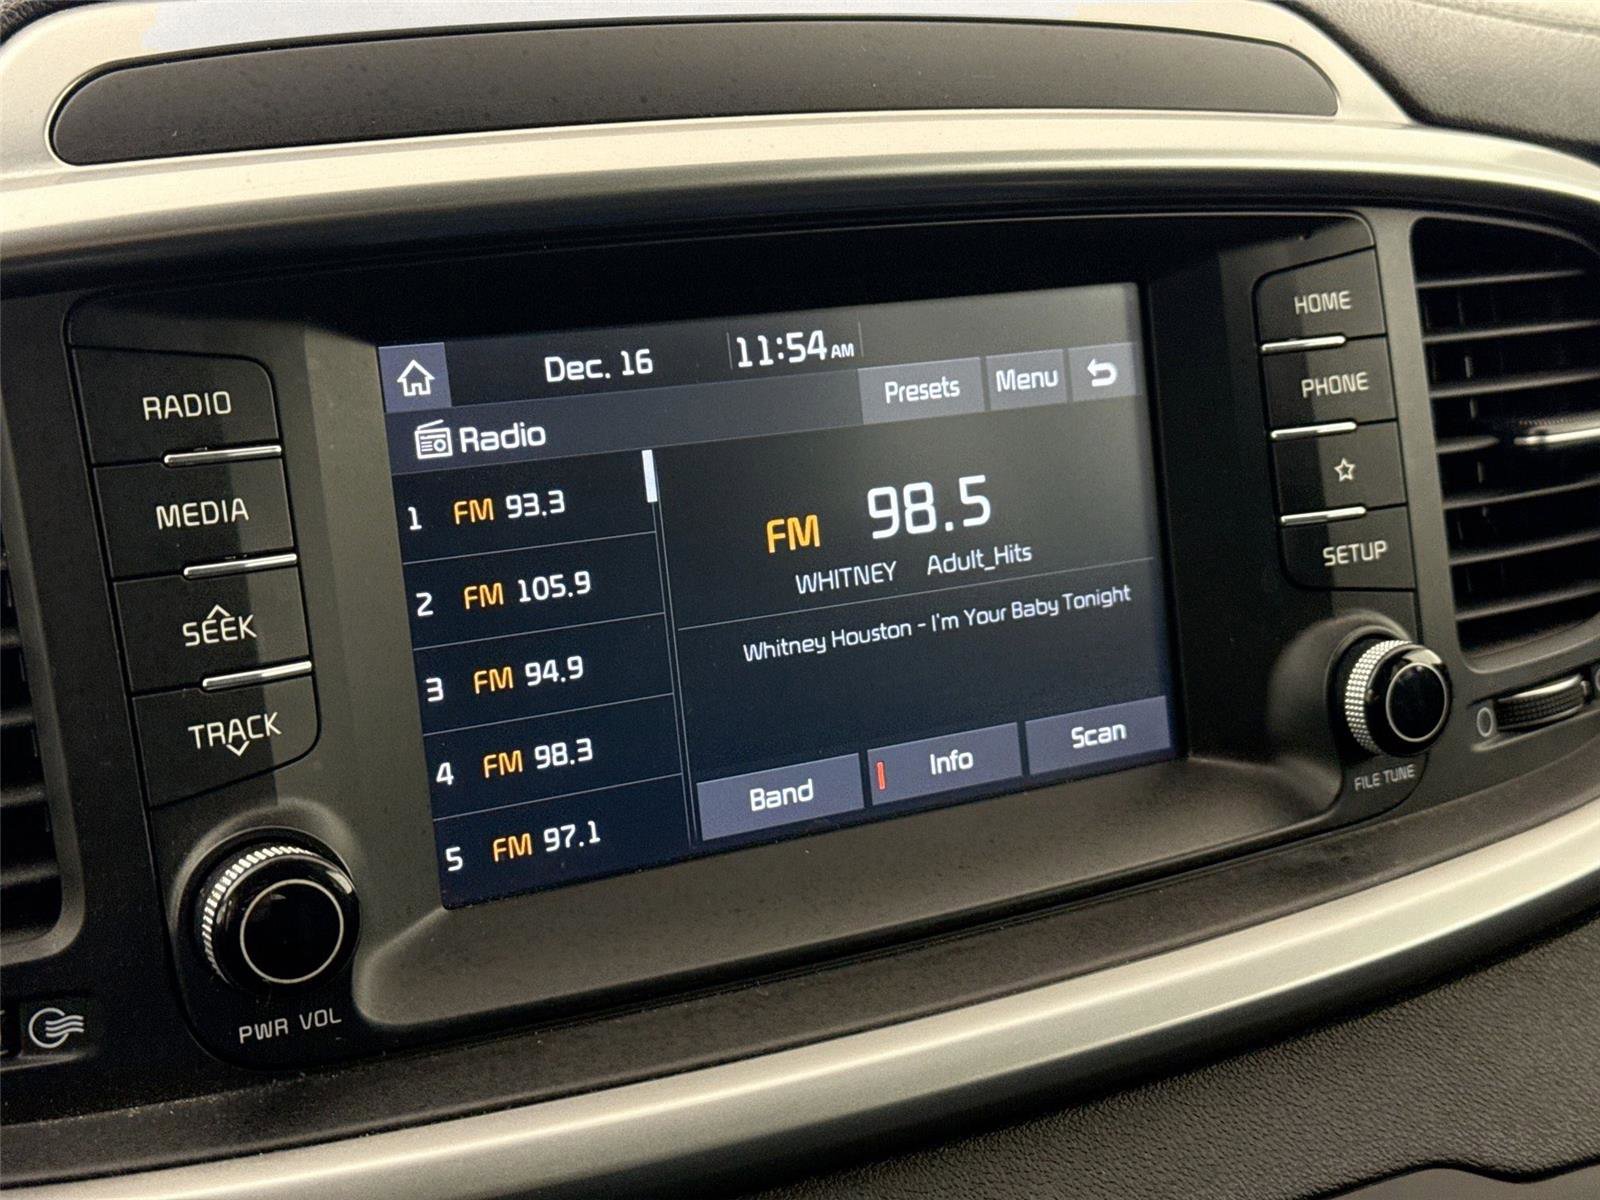 Dec. 16 11:54 AM
Presets Menu
Radio
1 FM 93.3
2 FM 105.9
3 FM 94.9
4 FM 98.3
5 FM 97.1
FM 98.5
WHITNEY Adult_Hits
Whitney Houston - I'm Your Baby Tonight
Band Info Scan
RADIO
MEDIA
SEEK
TRACK
PWR VOL
HOME
PHONE
SETUP
FILE TUNE
0